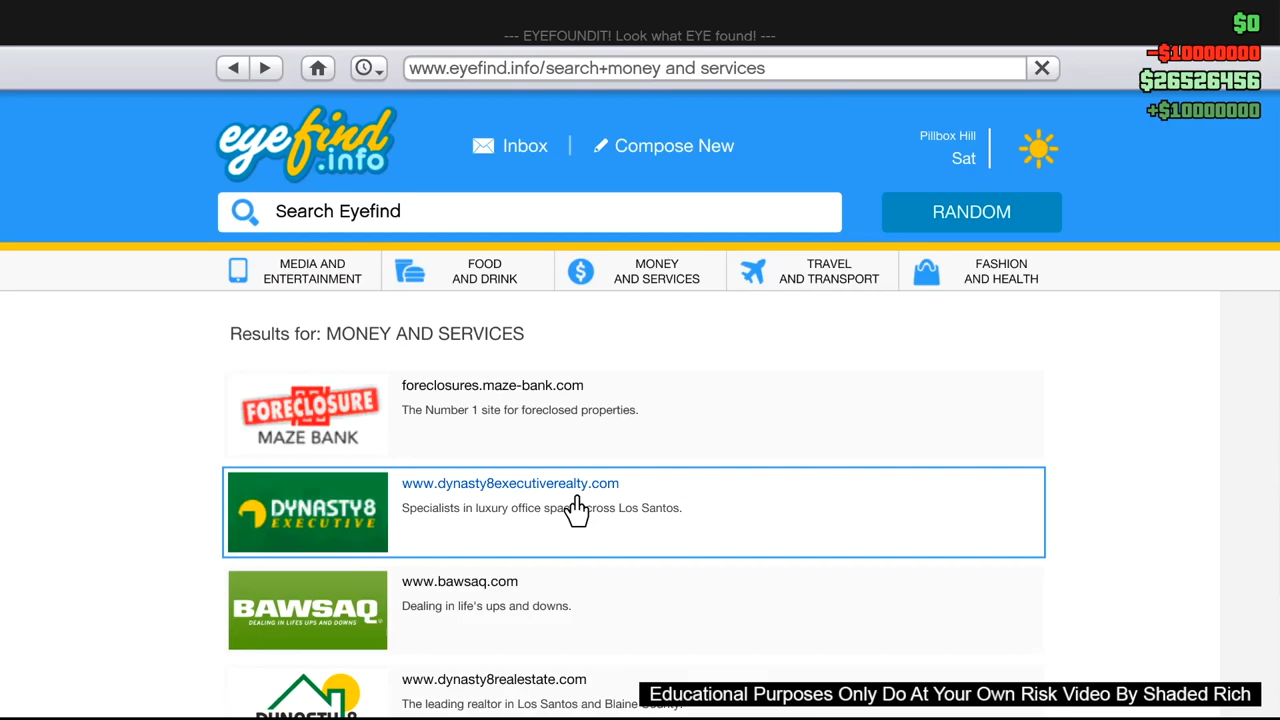 --- EYEFOUNDIT! Look what EYE found! ---
$0
-$10000000
$26526456
+$10000000
www.eyefind.info/search+money and services
eyefind
.info
Inbox
Compose New
Pillbox Hill
Sat
Search Eyefind
RANDOM
MEDIA AND
ENTERTAINMENT
FOOD
AND DRINK
MONEY
AND SERVICES
TRAVEL
AND TRANSPORT
FASHION
AND HEALTH
Results for: MONEY AND SERVICES
FORECLOSURE
MAZE BANK
foreclosures.maze-bank.com
The Number 1 site for foreclosed properties.
DYNASTY8
EXECUTIVE
www.dynasty8executiverealty.com
Specialists in luxury office across Los Santos.
BAWSAQ
DEALING IN LIFE'S UPS AND DOWNS
www.bawsaq.com
Dealing in life's ups and downs.
DYNASTY8
www.dynasty8realestate.com
The leading realtor in Los Santos and Blaine County.
Educational Purposes Only Do At Your Own Risk Video By Shaded Rich